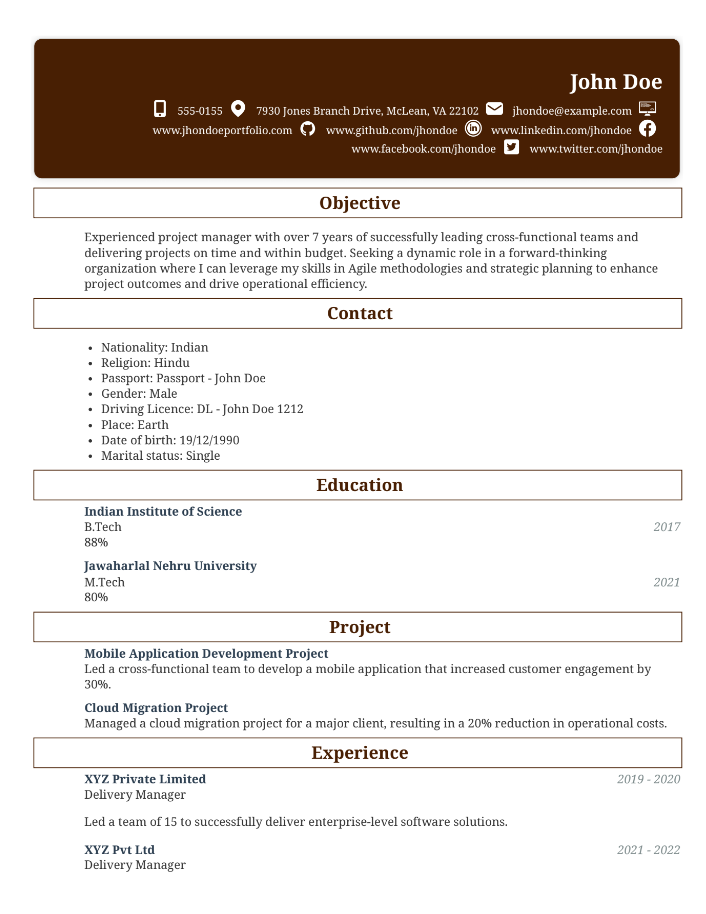 John Doe
555-0155 7930 Jones Branch Drive, McLean, VA 22102 jhondoe@example.com
www.jhondoeportfolio.com www.github.com/jhondoe www.linkedin.com/jhondoe
www.facebook.com/jhondoe www.twitter.com/jhondoe
Objective
Experienced project manager with over 7 years of successfully leading cross-functional teams and
delivering projects on time and within budget. Seeking a dynamic role in a forward-thinking
organization where I can leverage my skills in Agile methodologies and strategic planning to enhance
project outcomes and drive operational efficiency.
Contact
• Nationality: Indian
• Religion: Hindu
• Passport: Passport - John Doe
• Gender: Male
• Driving Licence: DL - John Doe 1212
• Place: Earth
• Date of birth: 19/12/1990
• Marital status: Single
Education
Indian Institute of Science
B.Tech 2017
88%
Jawaharlal Nehru University
M.Tech 2021
80%
Project
Mobile Application Development Project
Led a cross-functional team to develop a mobile application that increased customer engagement by
30%.
Cloud Migration Project
Managed a cloud migration project for a major client, resulting in a 20% reduction in operational costs.
Experience
XYZ Private Limited 2019 - 2020
Delivery Manager
Led a team of 15 to successfully deliver enterprise-level software solutions.
XYZ Pvt Ltd 2021 - 2022
Delivery Manager